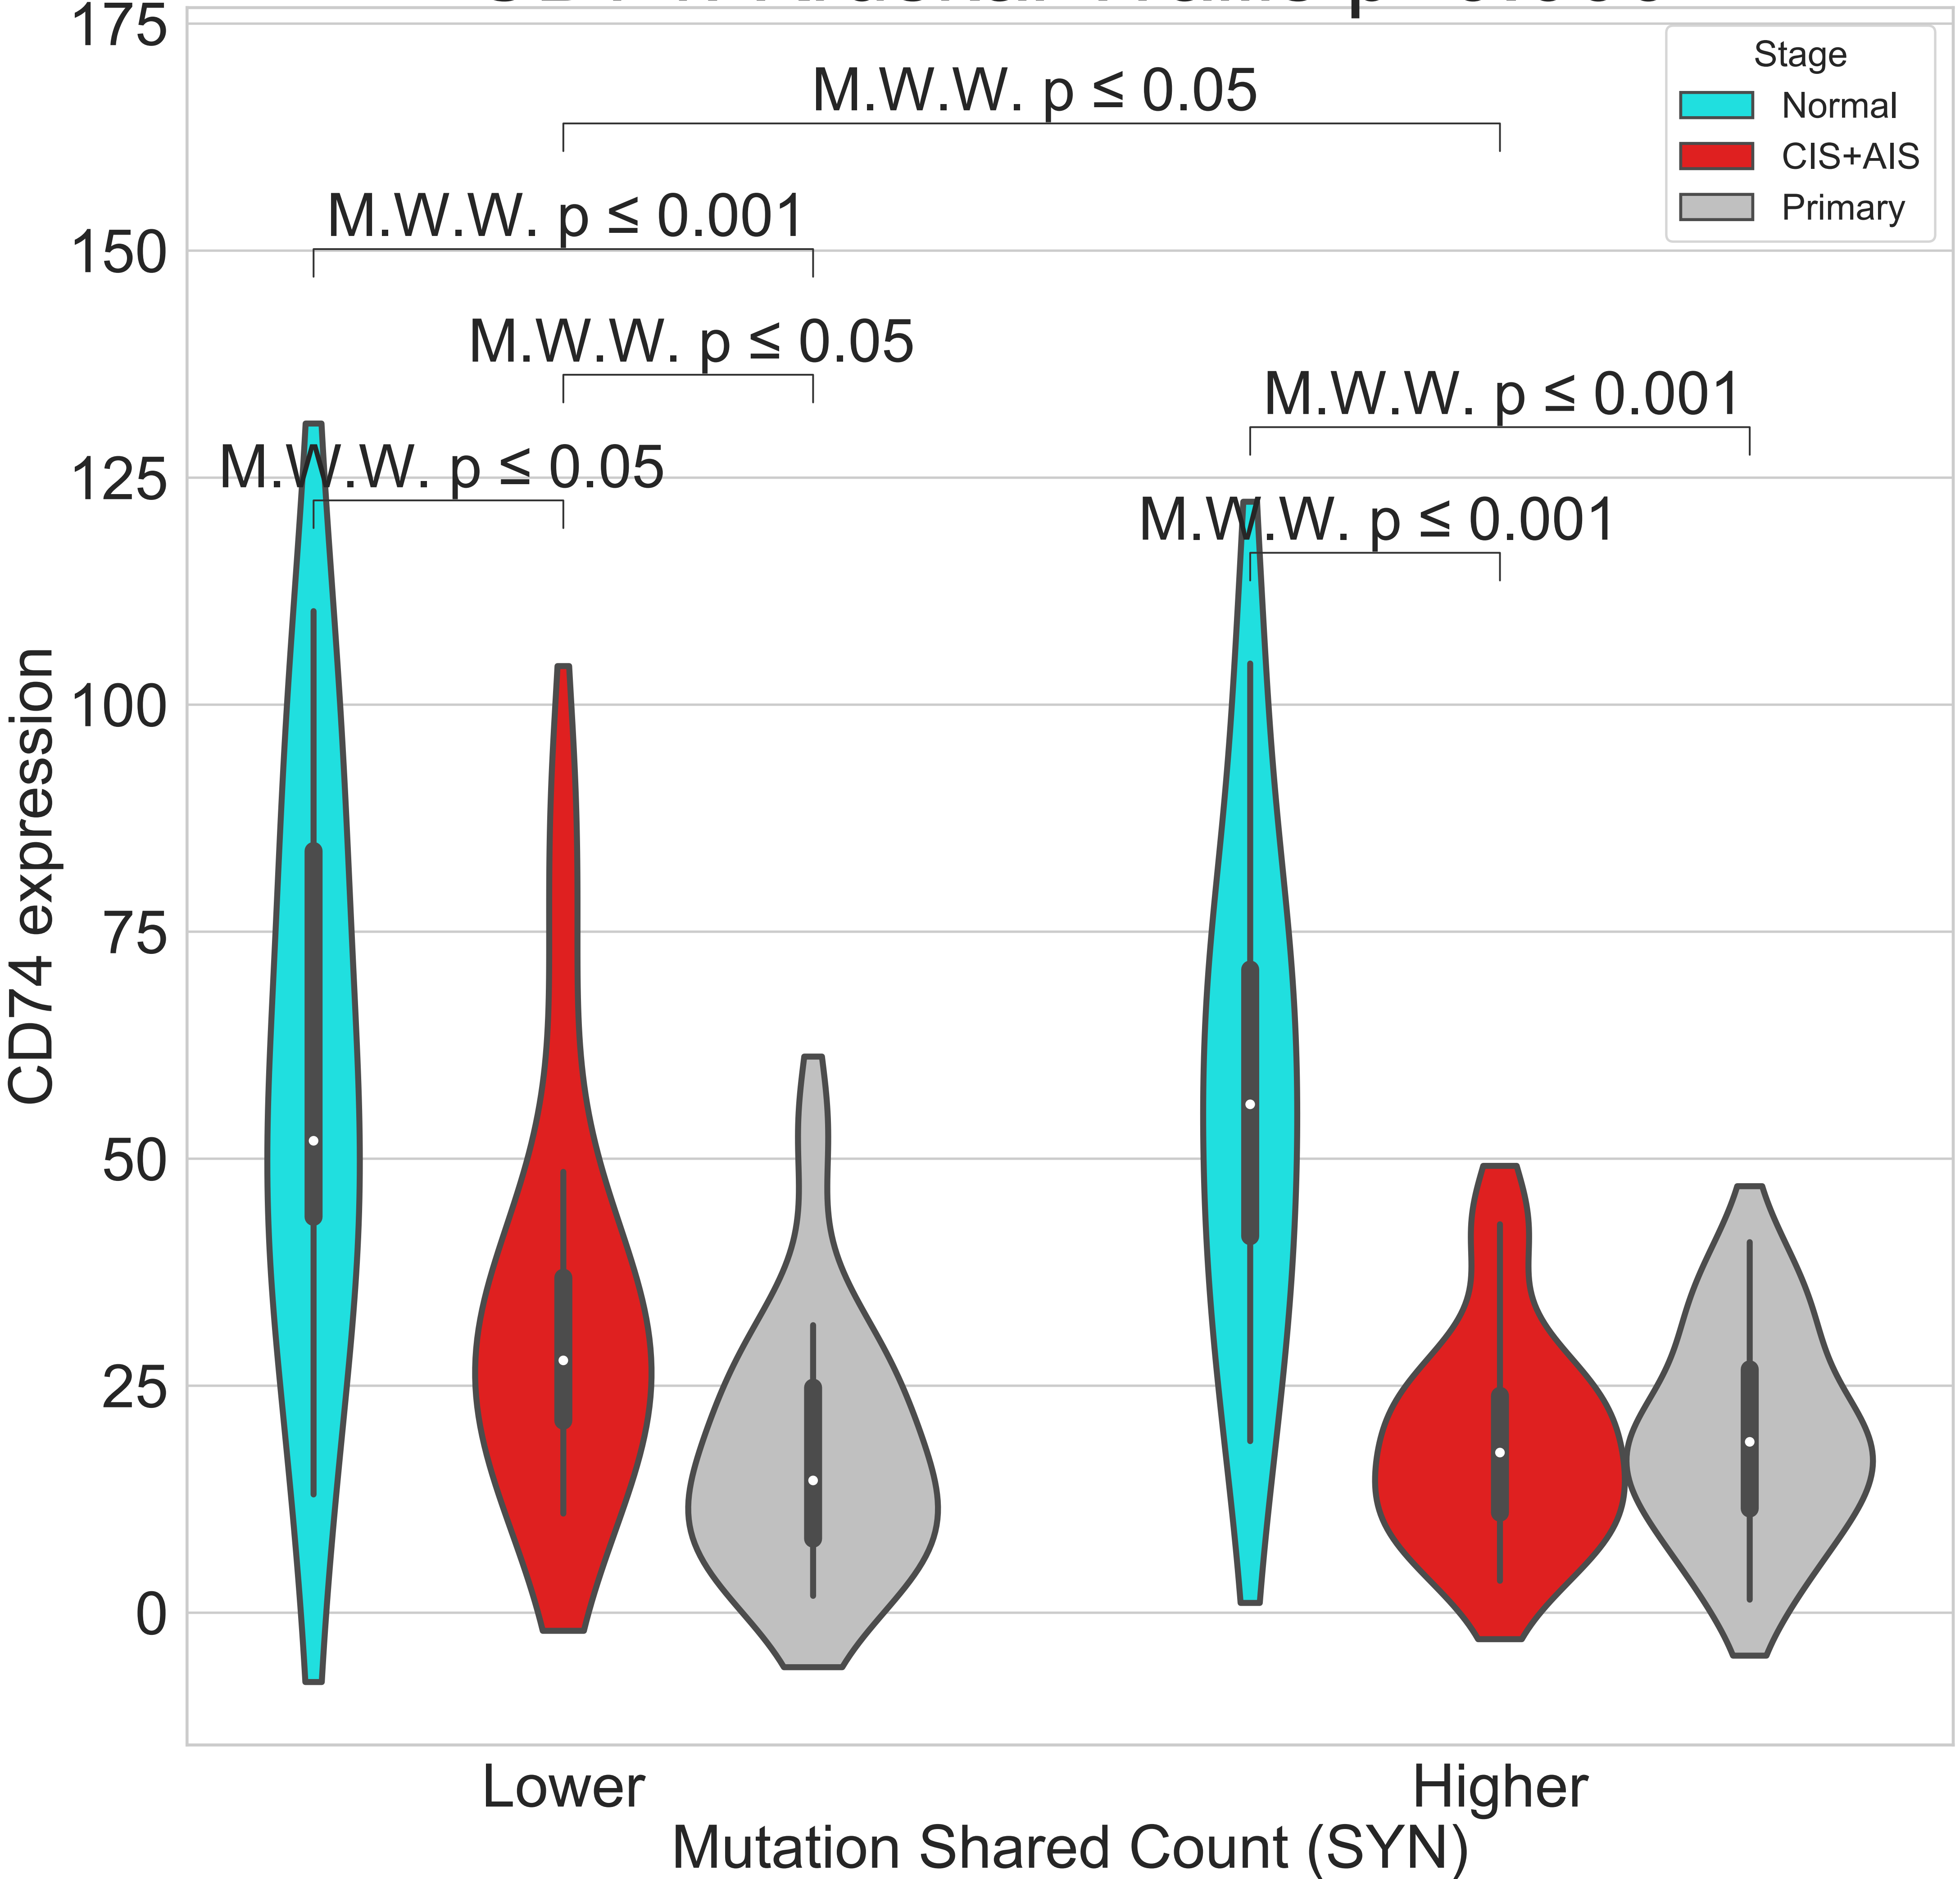 175
M.W.W. p ≤ 0.05
Stage
Normal
CIS+AIS
Primary
M.W.W. p ≤ 0.001
150
M.W.W. p ≤ 0.05
M.W.W. p ≤ 0.001
M.W.W. p ≤ 0.05
125
M.W.W. p ≤ 0.001
100
75
50
25
0
CD74 expression
Lower
Higher
Mutation Shared Count (SYN)